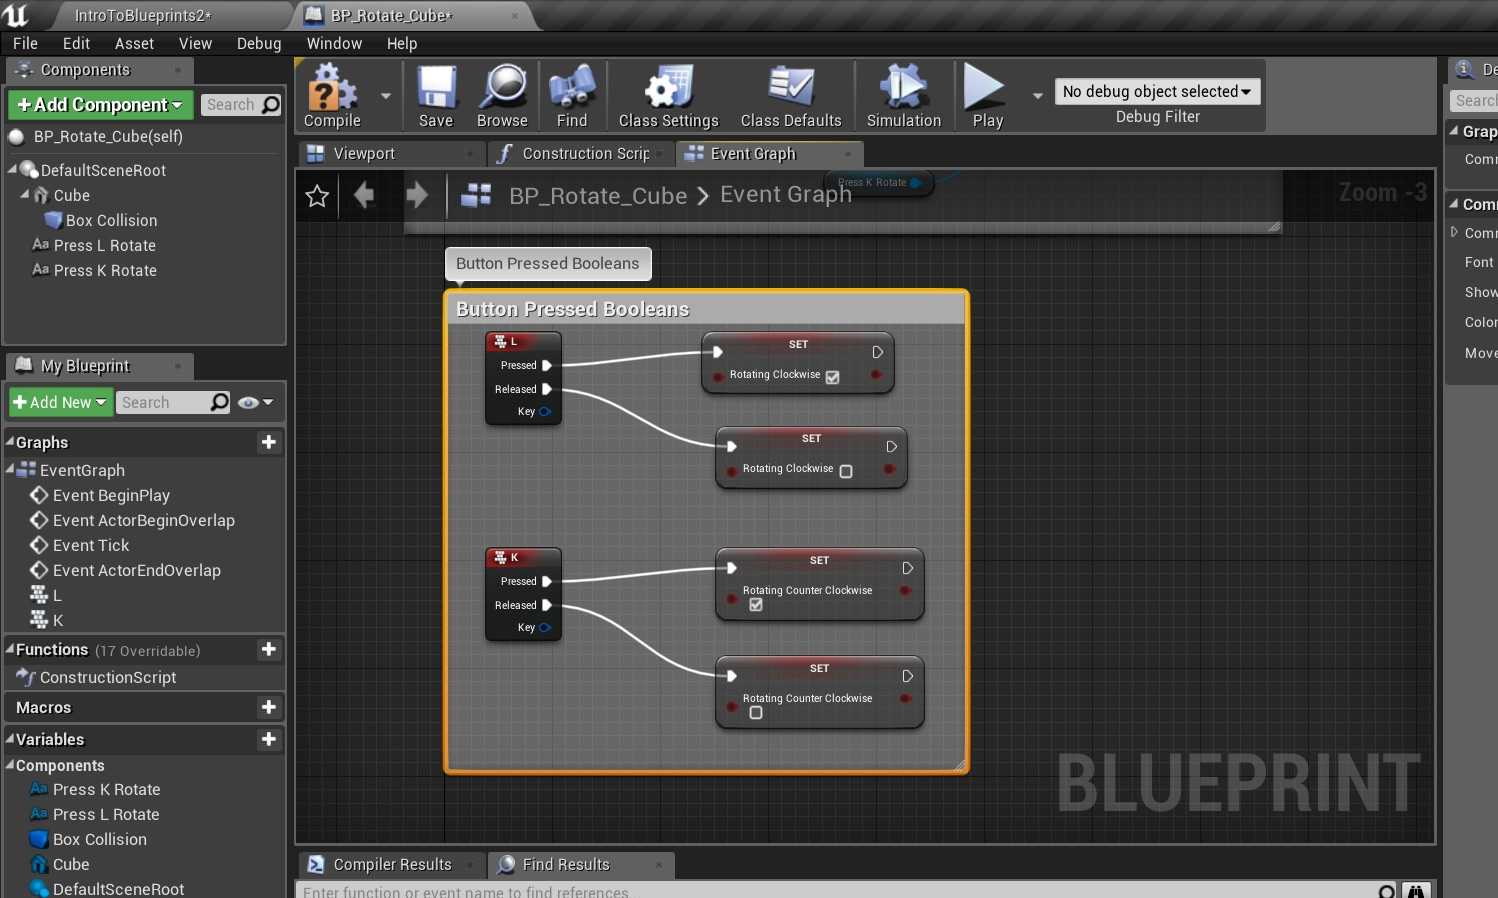 IntroToBlueprints2*
BP_Rotate_Cube*
File Edit Asset View Debug Window Help
Components
+Add Component
Search
BP_Rotate_Cube(self)
DefaultSceneRoot
Cube
Box Collision
Aa Press L Rotate
Aa Press K Rotate
Compile
Save
Browse
Find
Class Settings
Class Defaults
Simulation
Play
No debug object selected
Debug Filter
Viewport
Construction Scrip
Event Graph
BP_Rotate_Cube > Event Graph
Press K Rotate
Zoom -3
Button Pressed Booleans
Button Pressed Booleans
L
Pressed
Released
Key
SET
Rotating Clockwise
SET
Rotating Clockwise
K
Pressed
Released
Key
SET
Rotating Counter Clockwise
SET
Rotating Counter Clockwise
BLUEPRINT
My Blueprint
+Add New
Search
Graphs
EventGraph
Event BeginPlay
Event ActorBeginOverlap
Event Tick
Event ActorEndOverlap
L
K
Functions (17 Overridable)
ConstructionScript
Macros
Variables
Components
Aa Press K Rotate
Aa Press L Rotate
Box Collision
Cube
DefaultSceneRoot
Compiler Results
Find Results
Enter function or event name to find references...
De
Search
Grap
Comm
Comm
Comm
Font
Show
Color
Move